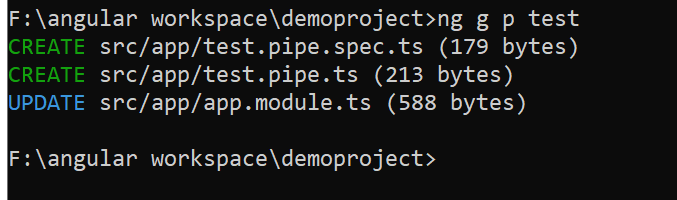 F:\angular workspace\demoproject>ng g p test
CREATE src/app/test.pipe.spec.ts (179 bytes)
CREATE src/app/test.pipe.ts (213 bytes)
UPDATE src/app/app.module.ts (588 bytes)
F:\angular workspace\demoproject>